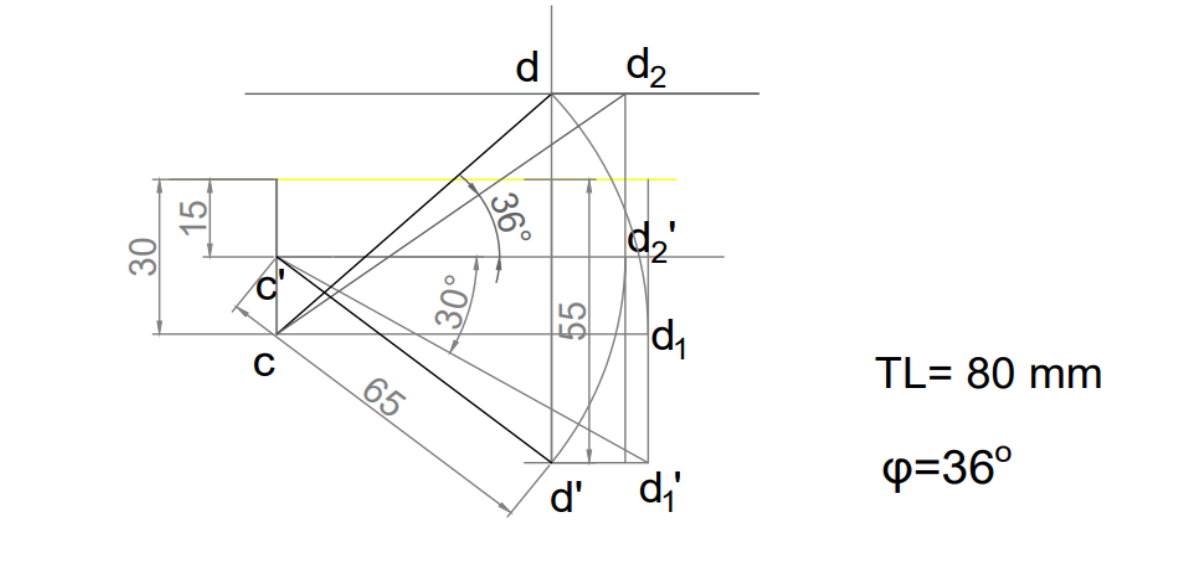 d d₂
15
36°
30
d₂'
c'
30°
55
d₁
c
65
TL= 80 mm
d' d₁'
φ=36°